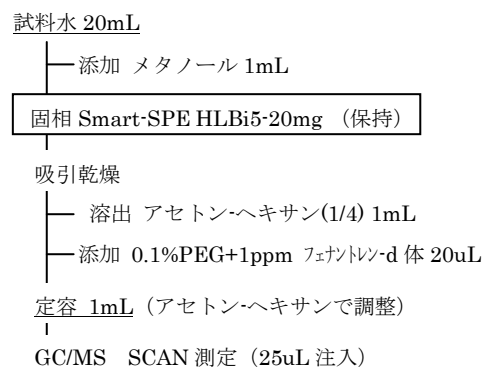 試料水 20mL
添加 メタノール 1mL
固相 Smart-SPE HLBi5-20mg （保持）
吸引乾燥
溶出 アセトン-ヘキサン(1/4) 1mL
添加 0.1%PEG+1ppm ﾌｪﾅﾝﾄﾚﾝ-d 体 20uL
定容 1mL（アセトン-ヘキサンで調整）
GC/MS SCAN 測定（25uL 注入）